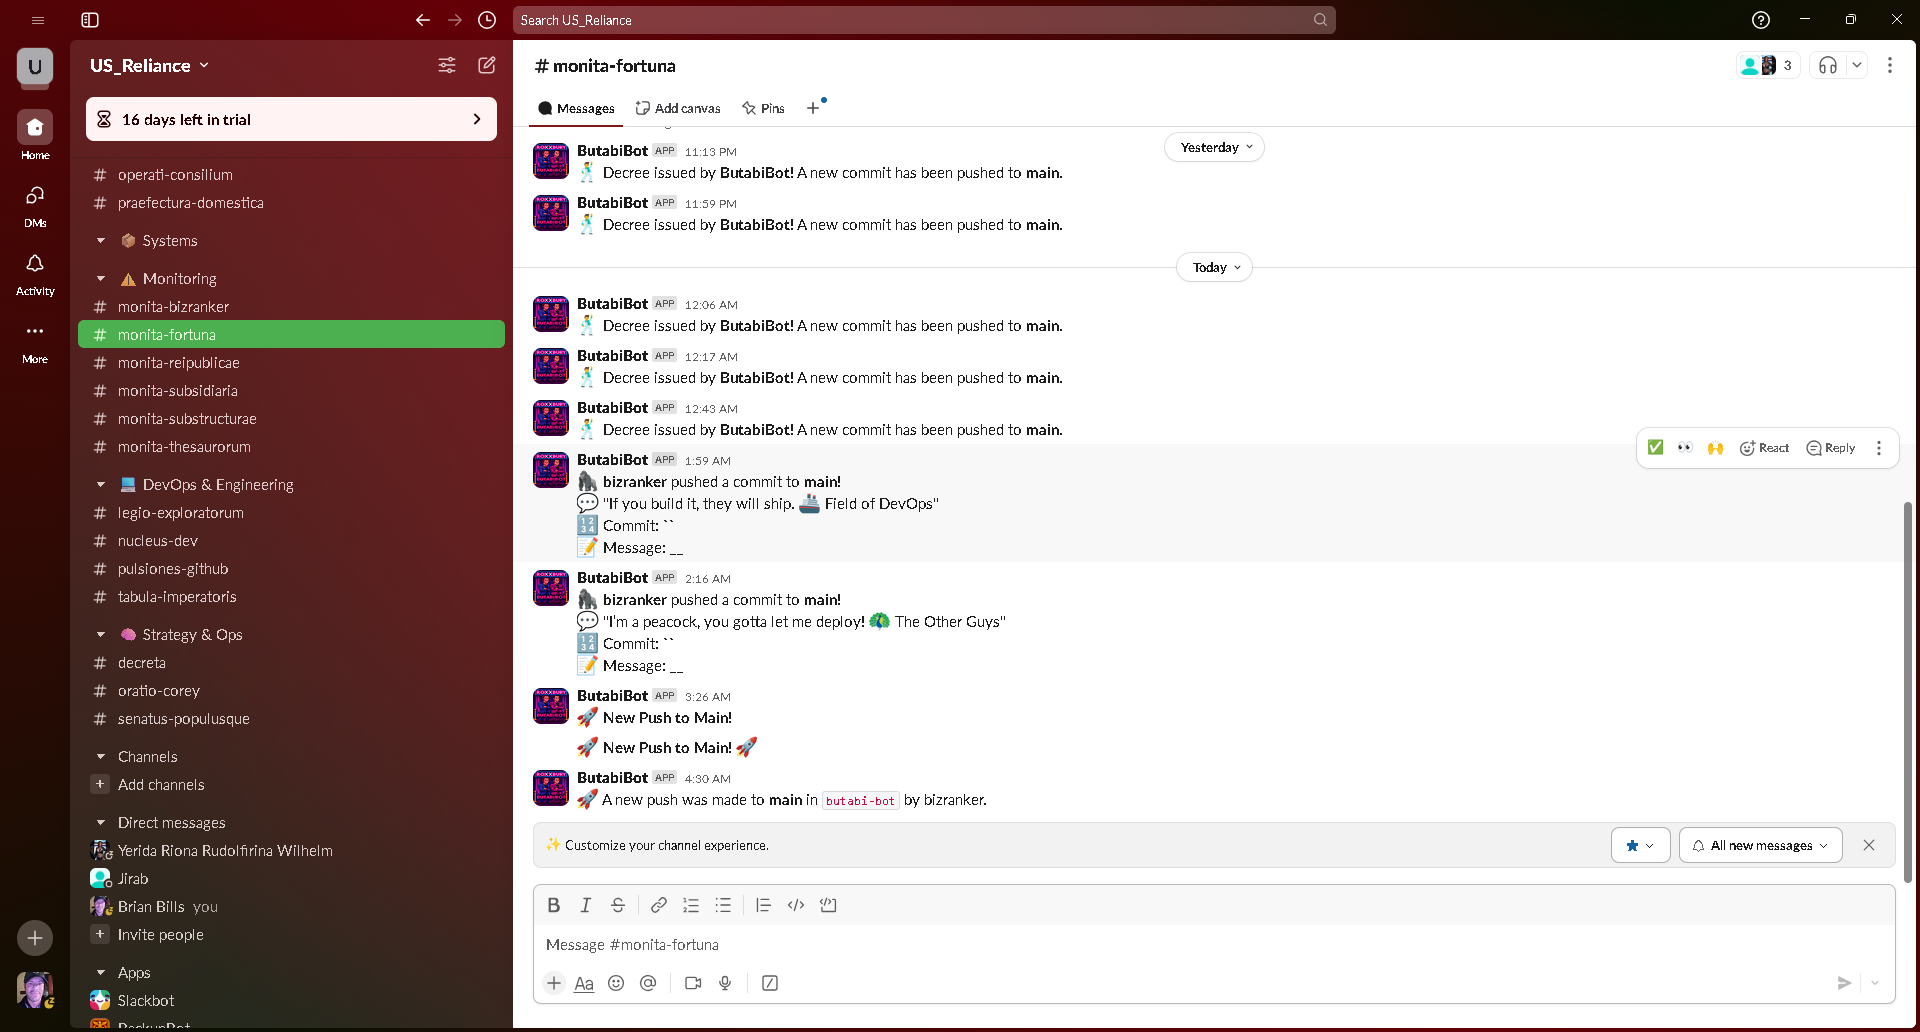 Search US_Reliance
U
US_Reliance
16 days left in trial
Home
DMs
Activity
More
# operati-consilium
# praefectura-domestica
Systems
Monitoring
# monita-bizranker
# monita-fortuna
# monita-reipublicae
# monita-subsidiaria
# monita-substructurae
# monita-thesaurorum
DevOps & Engineering
# legio-exploratorum
# nucleus-dev
# pulsiones-github
# tabula-imperatoris
Strategy & Ops
# decreta
# oratio-corey
# senatus-populusque
Channels
+ Add channels
Direct messages
Yerida Riona Rudolfirina Wilhelm
Jirab
Brian Bills you
+ Invite people
Apps
Slackbot
# monita-fortuna
3
Messages Add canvas Pins +
Yesterday
ButabiBot APP 11:13 PM
🕺 Decree issued by ButabiBot! A new commit has been pushed to main.
ButabiBot APP 11:59 PM
🕺 Decree issued by ButabiBot! A new commit has been pushed to main.
Today
ButabiBot APP 12:06 AM
🕺 Decree issued by ButabiBot! A new commit has been pushed to main.
ButabiBot APP 12:17 AM
🕺 Decree issued by ButabiBot! A new commit has been pushed to main.
ButabiBot APP 12:43 AM
🕺 Decree issued by ButabiBot! A new commit has been pushed to main.
React Reply
ButabiBot APP 1:59 AM
🦍 bizranker pushed a commit to main!
💬 "If you build it, they will ship. 🚢 Field of DevOps"
🔢 Commit: ``
📝 Message: __
ButabiBot APP 2:16 AM
🦍 bizranker pushed a commit to main!
💬 "I'm a peacock, you gotta let me deploy! 🦚 The Other Guys"
🔢 Commit: ``
📝 Message: __
ButabiBot APP 3:26 AM
🚀 New Push to Main!
🚀 New Push to Main! 🚀
ButabiBot APP 4:30 AM
🚀 A new push was made to main in butabi-bot by bizranker.
✨ Customize your channel experience.
All new messages
B I S
Message #monita-fortuna
+ Aa @